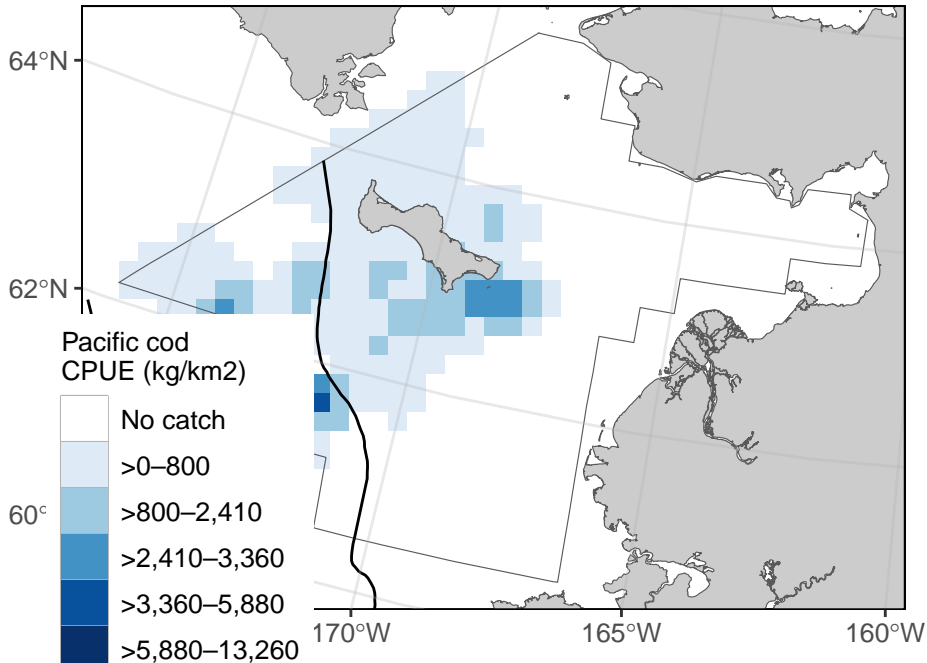 64°N
62°N
60°
Pacific cod
CPUE (kg/km2)
No catch
>0–800
>800–2,410
>2,410–3,360
>3,360–5,880
>5,880–13,260
170°W
165°W
160°W